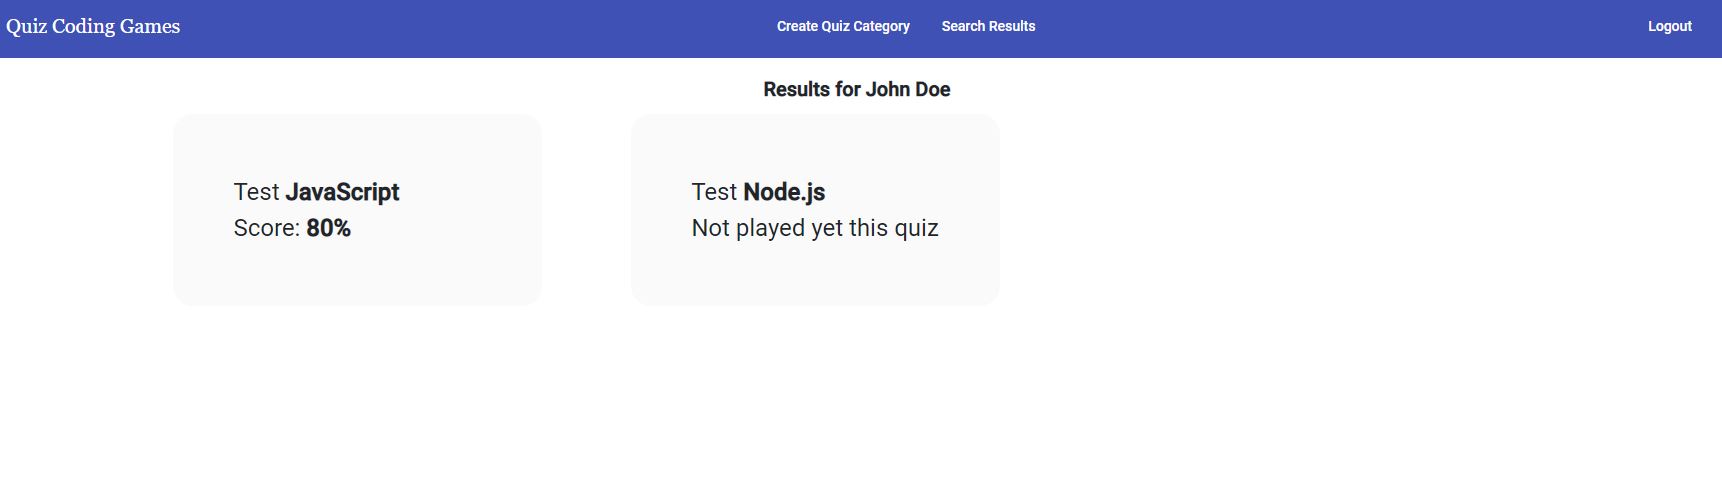 Quiz Coding Games
Create Quiz Category
Search Results
Logout
Results for John Doe
Test JavaScript
Score: 80%
Test Node.js
Not played yet this quiz